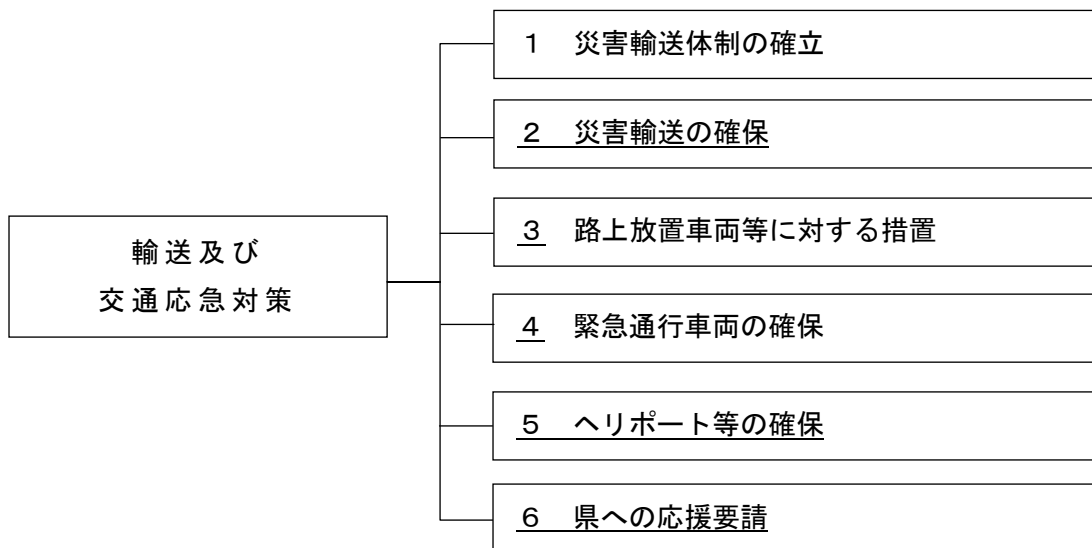 輸送及び
交通応急対策
１　災害輸送体制の確立
２　災害輸送の確保
３　路上放置車両等に対する措置
４　緊急通行車両の確保
５　ヘリポート等の確保
６　県への応援要請